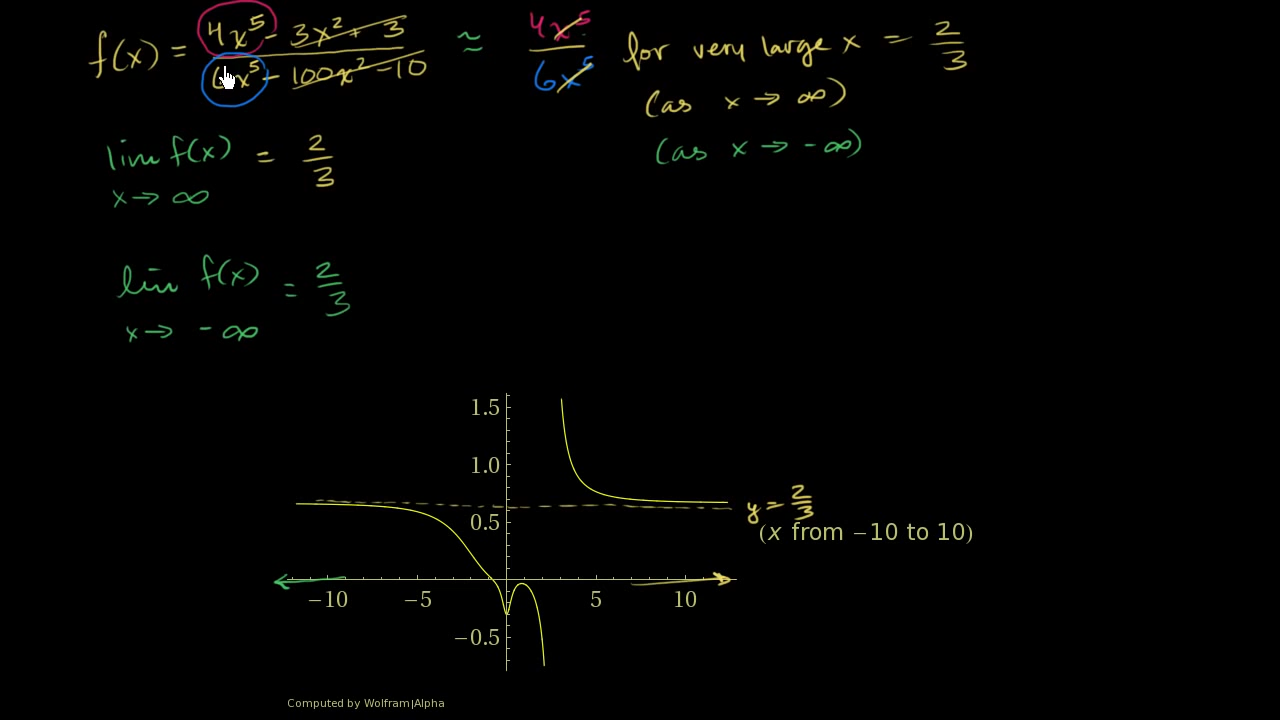 f(x) = 4x⁵ - 3x² + 3 / 6x⁵ - 100x² - 10 ≈ 4x⁵ / 6x⁵ for very large x = 2/3
(as x → ∞)
(as x → -∞)
lim f(x) = 2/3
x → ∞
lim f(x) = 2/3
x → -∞
1.5
1.0
0.5
y = 2/3
(x from −10 to 10)
−10 −5 5 10
−0.5
Computed by Wolfram|Alpha